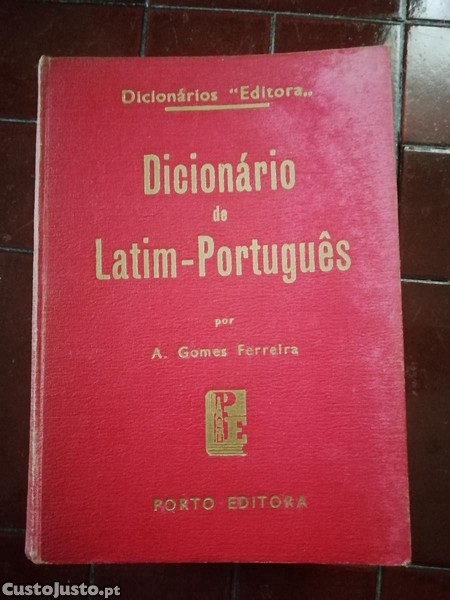 Dicionários "Editora„
Dicionário
de
Latim-Português
por
A. Gomes Ferreira
PE
PORTO EDITORA
CustoJusto.pt